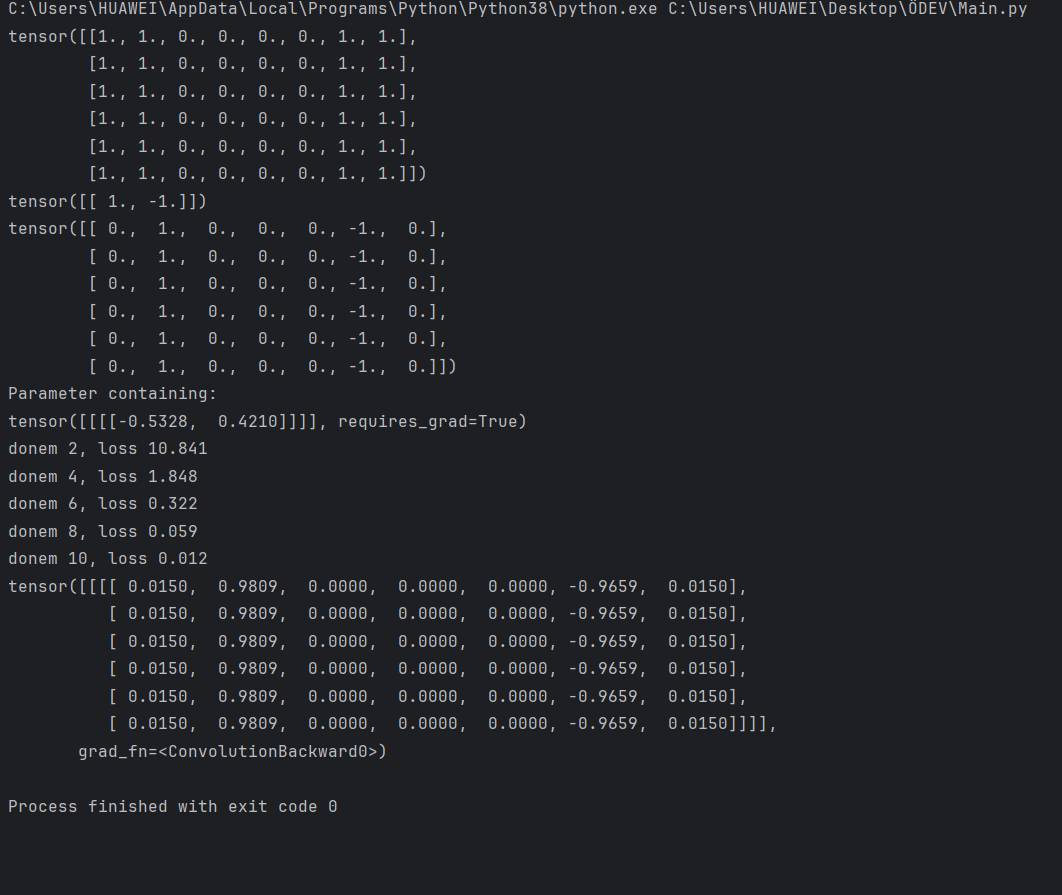 C:\Users\HUAWEI\AppData\Local\Programs\Python\Python38\python.exe C:\Users\HUAWEI\Desktop\ÖDEV\Main.py
tensor([[1., 1., 0., 0., 0., 0., 1., 1.],
        [1., 1., 0., 0., 0., 0., 1., 1.],
        [1., 1., 0., 0., 0., 0., 1., 1.],
        [1., 1., 0., 0., 0., 0., 1., 1.],
        [1., 1., 0., 0., 0., 0., 1., 1.],
        [1., 1., 0., 0., 0., 0., 1., 1.]])
tensor([[ 1., -1.]])
tensor([[ 0.,  1.,  0.,  0.,  0., -1.,  0.],
        [ 0.,  1.,  0.,  0.,  0., -1.,  0.],
        [ 0.,  1.,  0.,  0.,  0., -1.,  0.],
        [ 0.,  1.,  0.,  0.,  0., -1.,  0.],
        [ 0.,  1.,  0.,  0.,  0., -1.,  0.],
        [ 0.,  1.,  0.,  0.,  0., -1.,  0.]])
Parameter containing:
tensor([[[[-0.5328,  0.4210]]]], requires_grad=True)
donem 2, loss 10.841
donem 4, loss 1.848
donem 6, loss 0.322
donem 8, loss 0.059
donem 10, loss 0.012
tensor([[[[ 0.0150,  0.9809,  0.0000,  0.0000,  0.0000, -0.9659,  0.0150],
          [ 0.0150,  0.9809,  0.0000,  0.0000,  0.0000, -0.9659,  0.0150],
          [ 0.0150,  0.9809,  0.0000,  0.0000,  0.0000, -0.9659,  0.0150],
          [ 0.0150,  0.9809,  0.0000,  0.0000,  0.0000, -0.9659,  0.0150],
          [ 0.0150,  0.9809,  0.0000,  0.0000,  0.0000, -0.9659,  0.0150],
          [ 0.0150,  0.9809,  0.0000,  0.0000,  0.0000, -0.9659,  0.0150]]]],
       grad_fn=<ConvolutionBackward0>)
Process finished with exit code 0